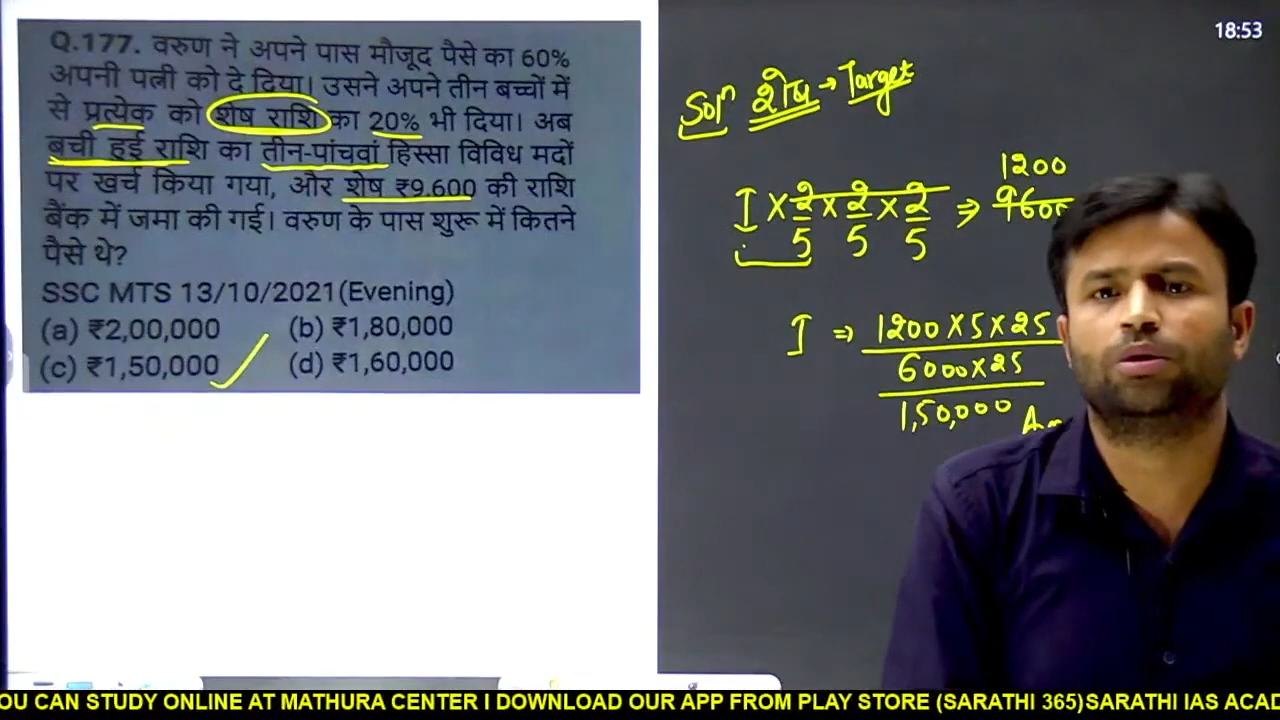 18:53
Q.177. वरुण ने अपने पास मौजूद पैसे का 60%
अपनी पत्नी को दे दिया। उसने अपने तीन बच्चों में
से प्रत्येक को शेष राशि का 20% भी दिया। अब
बची हुई राशि का तीन-पांचवां हिस्सा विविध मदों
पर खर्च किया गया, और शेष ₹9,600 की राशि
बैंक में जमा की गई। वरुण के पास शुरू में कितने
पैसे थे?
SSC MTS 13/10/2021(Evening)
(a) ₹2,00,000 (b) ₹1,80,000
(c) ₹1,50,000 (d) ₹1,60,000
Solⁿ शेष → Target
1200
I × 2/5 × 2/5 × 2/5 ⇒ 9600
I ⇒ 1200 × 5 × 25
6000 × 25
1,50,000
OU CAN STUDY ONLINE AT MATHURA CENTER I DOWNLOAD OUR APP FROM PLAY STORE (SARATHI 365)SARATHI IAS ACAD